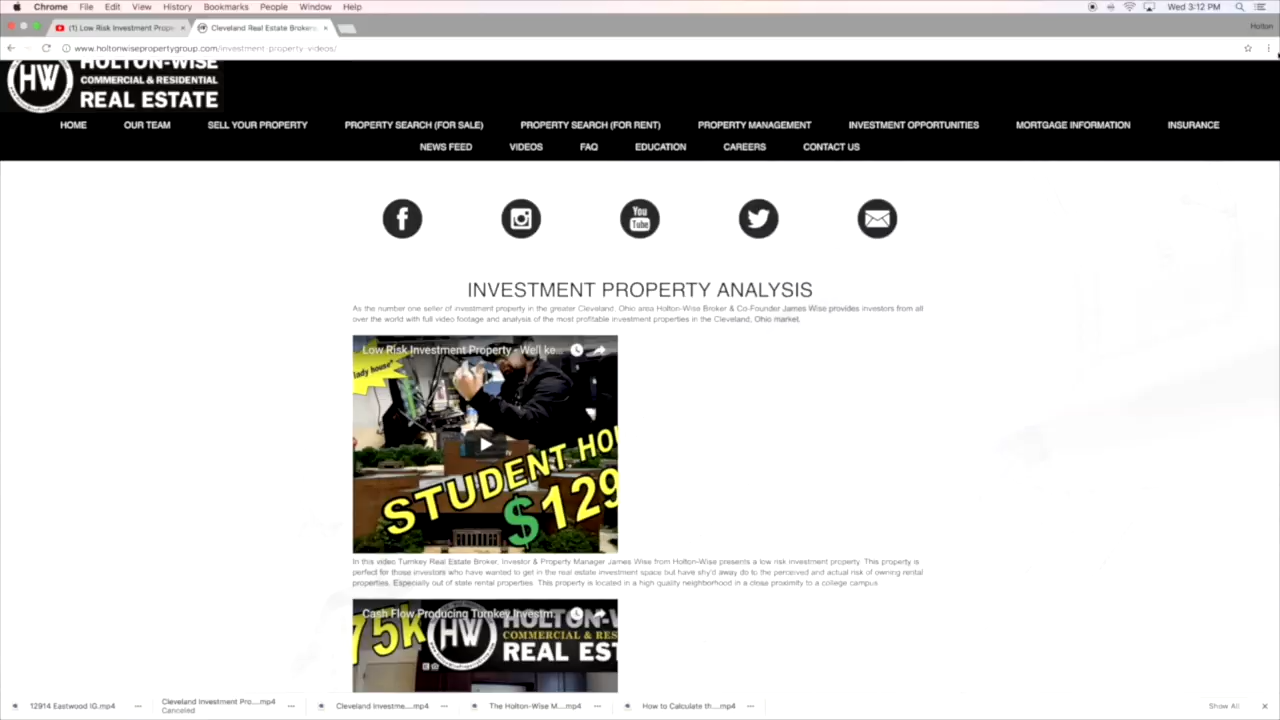 Chrome File Edit View History Bookmarks People Window Help Wed 3:12 PM
(1) Low Risk Investment Prope Cleveland Real Estate Brokers, Holton
www.holtonwisepropertygroup.com/investment-property-videos/
HW HOLTON-WISE
COMMERCIAL & RESIDENTIAL
REAL ESTATE
HOME OUR TEAM SELL YOUR PROPERTY PROPERTY SEARCH (FOR SALE) PROPERTY SEARCH (FOR RENT) PROPERTY MANAGEMENT INVESTMENT OPPORTUNITIES MORTGAGE INFORMATION INSURANCE
NEWS FEED VIDEOS FAQ EDUCATION CAREERS CONTACT US
You Tube
INVESTMENT PROPERTY ANALYSIS
As the number one seller of investment property in the greater Cleveland, Ohio area Holton-Wise Broker & Co-Founder James Wise provides investors from all
over the world with full video footage and analysis of the most profitable investment properties in the Cleveland, Ohio market.
Low Risk Investment Property - Well ke...
lady house"
STUDENT HO
$129
In this video Turnkey Real Estate Broker, Investor & Property Manager James Wise from Holton-Wise presents a low risk investment property. This property is
perfect for those investors who have wanted to get in the real estate investment space but have shy'd away do to the perceived and actual risk of owning rental
properties. Especially out of state rental properties. This property is located in a high quality neighborhood in a close proximity to a college campus
Cash Flow Producing Turnkey Investm...
75k HW HOLTON-W
COMMERCIAL & RESI
REAL EST
12914 Eastwood IG.mp4 Cleveland Investment Pro....mp4 Cleveland Investme....mp4 The Holton-Wise M....mp4 How to Calculate th....mp4 Show All
Canceled